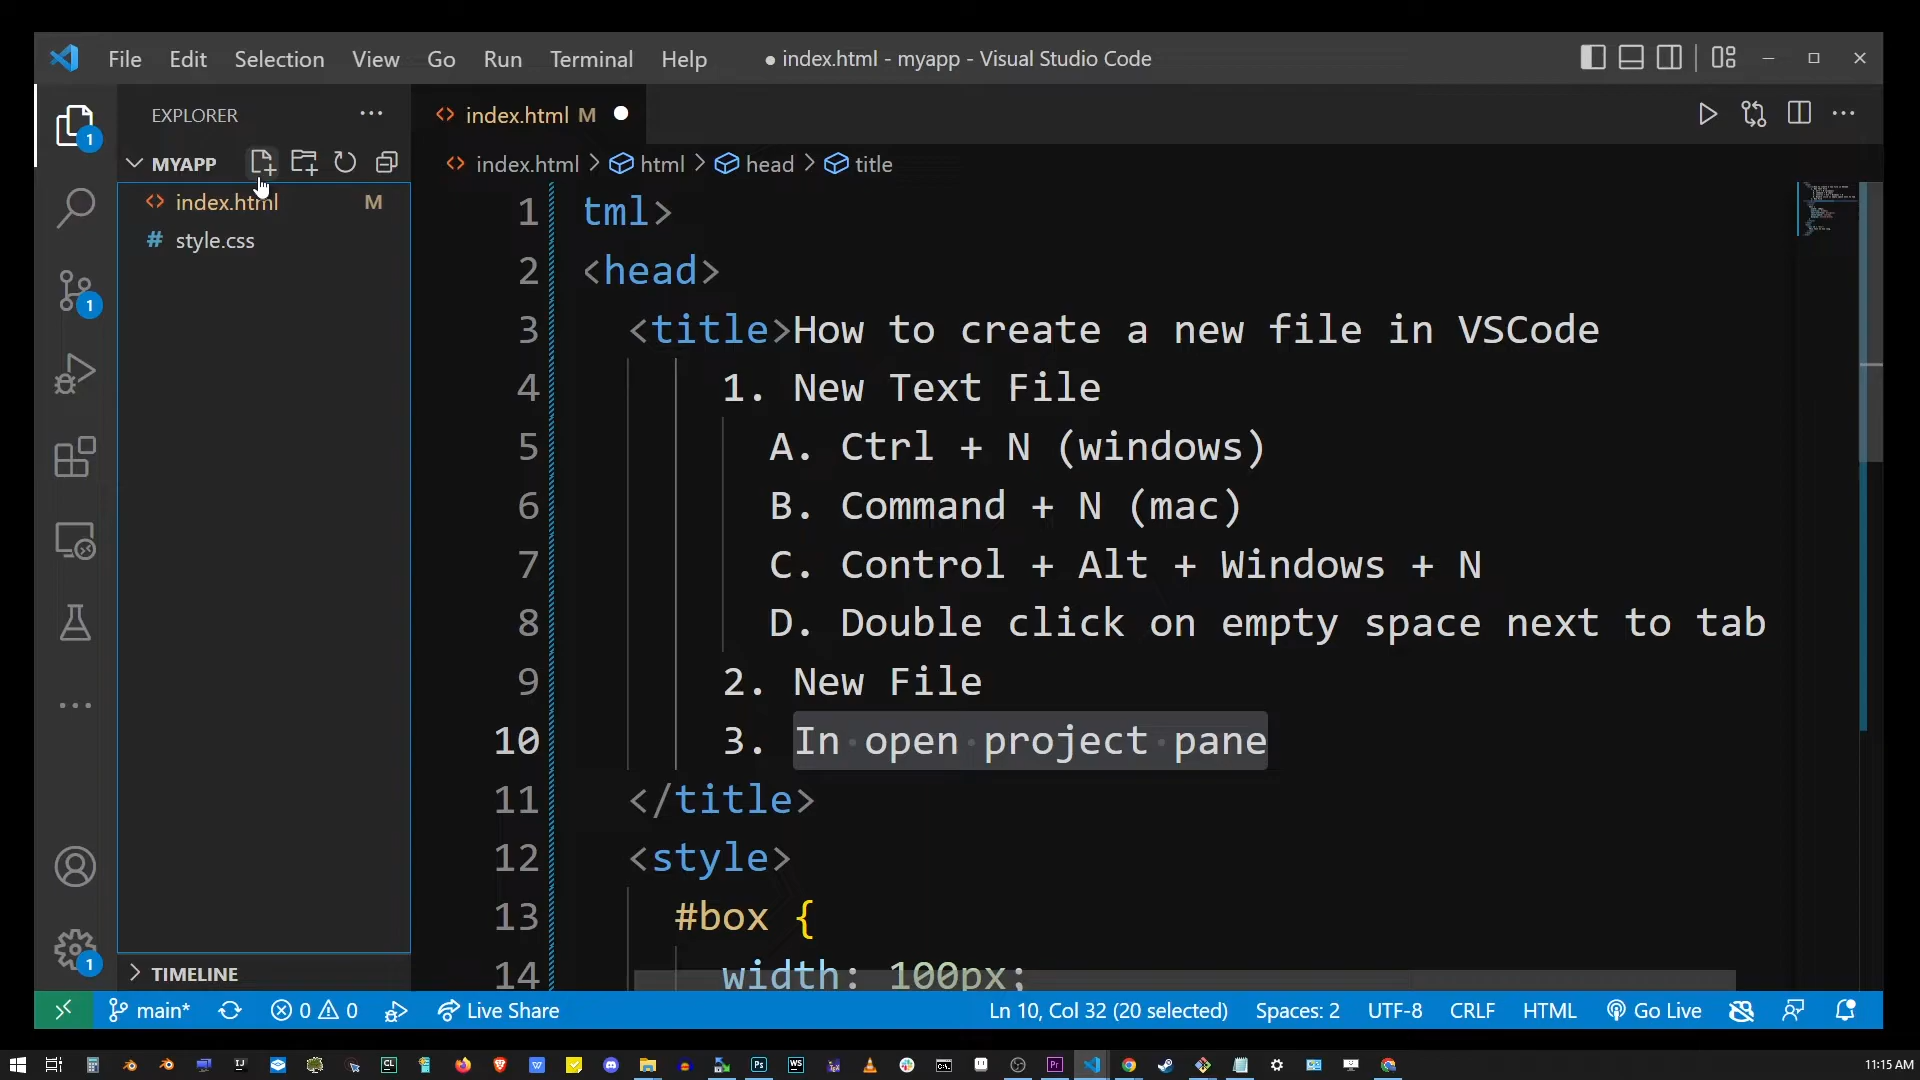 File Edit Selection View Go Run Terminal Help ● index.html - myapp - Visual Studio Code
EXPLORER
MYAPP
index.html M
style.css
TIMELINE
1
1
1
index.html M
index.html > html > head > title
1 tml>
2 <head>
3 <title>How to create a new file in VSCode
4 1. New Text File
5 A. Ctrl + N (windows)
6 B. Command + N (mac)
7 C. Control + Alt + Windows + N
8 D. Double click on empty space next to tab
9 2. New File
10 3. In open project pane
11 </title>
12 <style>
13 #box {
14 width: 100px;
main* 0 0 Live Share Ln 10, Col 32 (20 selected) Spaces: 2 UTF-8 CRLF HTML Go Live
11:15 AM